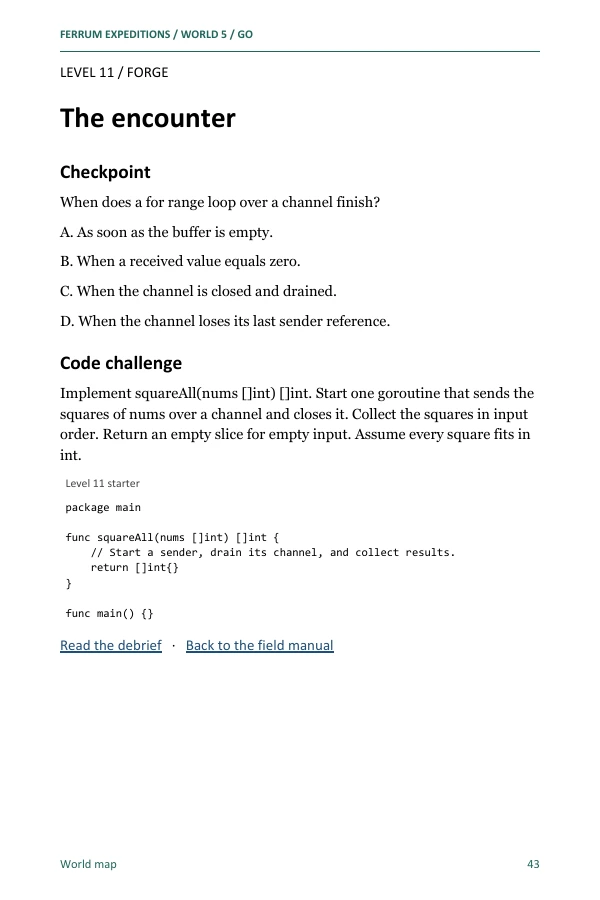 FERRUM EXPEDITIONS / WORLD 5 / GO
LEVEL 11 / FORGE
The encounter
Checkpoint
When does a for range loop over a channel finish?
A. As soon as the buffer is empty.
B. When a received value equals zero.
C. When the channel is closed and drained.
D. When the channel loses its last sender reference.
Code challenge
Implement squareAll(nums []int) []int. Start one goroutine that sends the
squares of nums over a channel and closes it. Collect the squares in input
order. Return an empty slice for empty input. Assume every square fits in
int.
Level 11 starter
package main
func squareAll(nums []int) []int {
    // Start a sender, drain its channel, and collect results.
    return []int{}
}
func main() {}
Read the debrief · Back to the field manual
World map 43